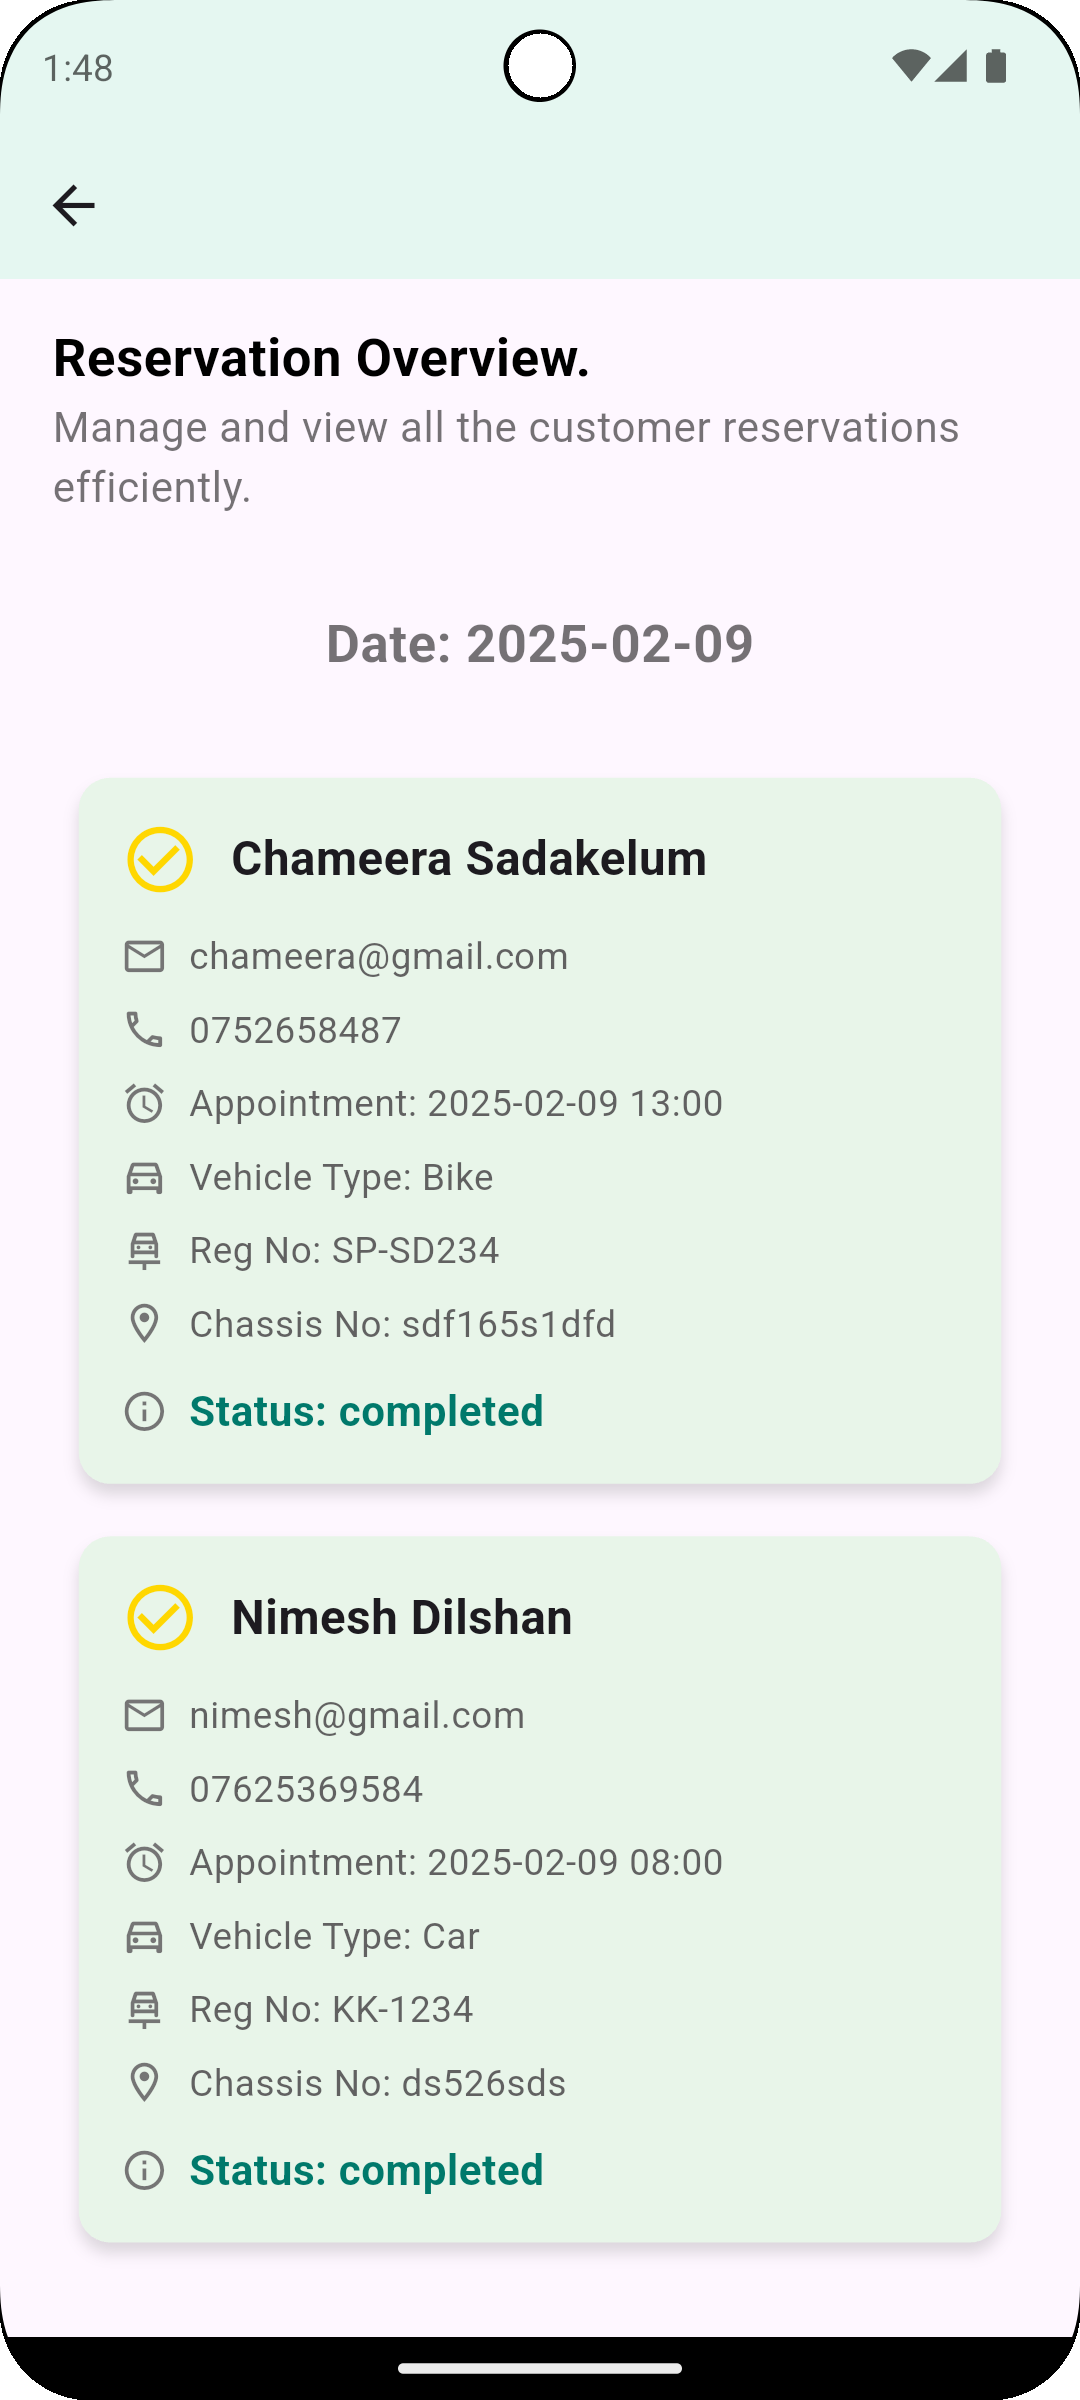 1:48
Reservation Overview.
Manage and view all the customer reservations
efficiently.
Date: 2025-02-09
Chameera Sadakelum
chameera@gmail.com
0752658487
Appointment: 2025-02-09 13:00
Vehicle Type: Bike
Reg No: SP-SD234
Chassis No: sdf165s1dfd
Status: completed
Nimesh Dilshan
nimesh@gmail.com
07625369584
Appointment: 2025-02-09 08:00
Vehicle Type: Car
Reg No: KK-1234
Chassis No: ds526sds
Status: completed